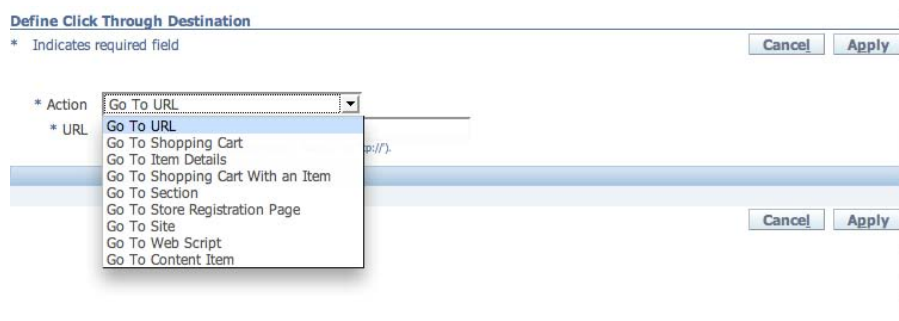 Define Click Through Destination
* Indicates required field
Cancel Apply
* Action Go To URL
* URL
Go To URL
Go To Shopping Cart
Go To Item Details
tp://').
Go To Shopping Cart With an Item
Go To Section
Go To Store Registration Page
Go To Site
Go To Web Script
Go To Content Item
Cancel Apply